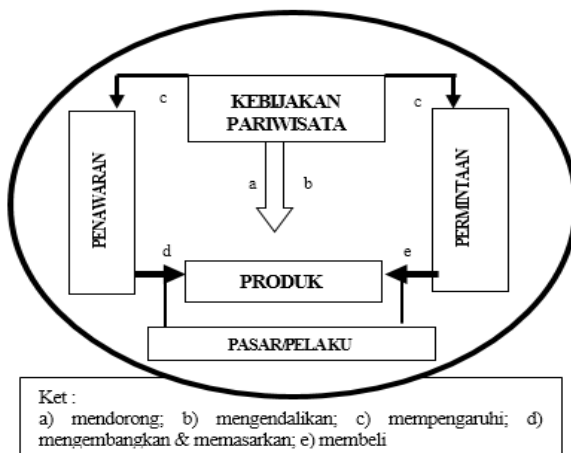 c
KEBIJAKAN
PARIWISATA
c
PENAWARAN
PERMINTAAN
a
b
d
e
PRODUK
PASAR/PELAKU
Ket :
a) mendorong; b) mengendalikan; c) mempengaruhi; d)
mengembangkan & memasarkan; e) membeli